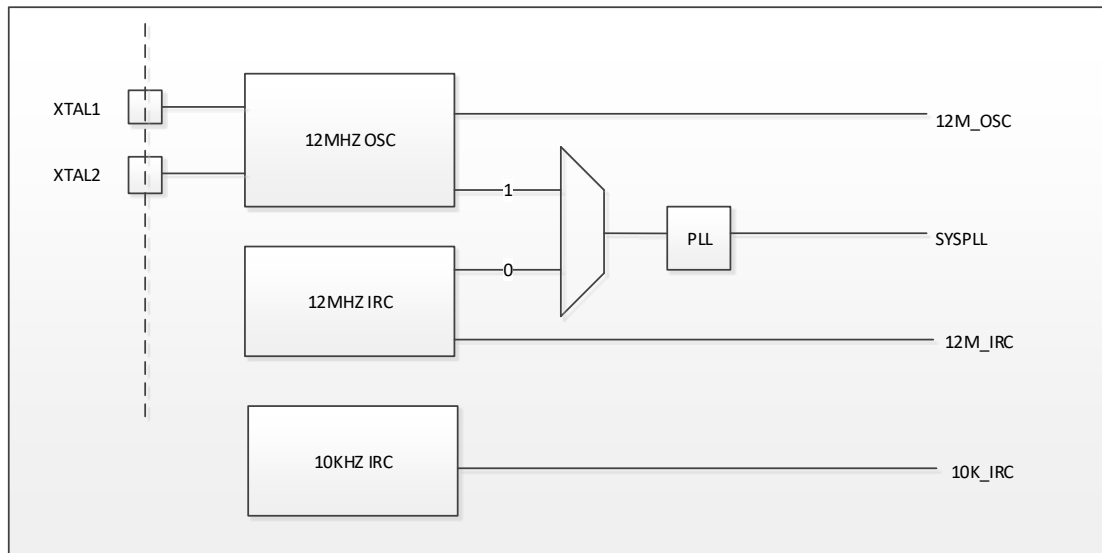 XTAL1
XTAL2
12MHZ OSC
12M_OSC
1
PLL
SYSPLL
0
12MHZ IRC
12M_IRC
10KHZ IRC
10K_IRC